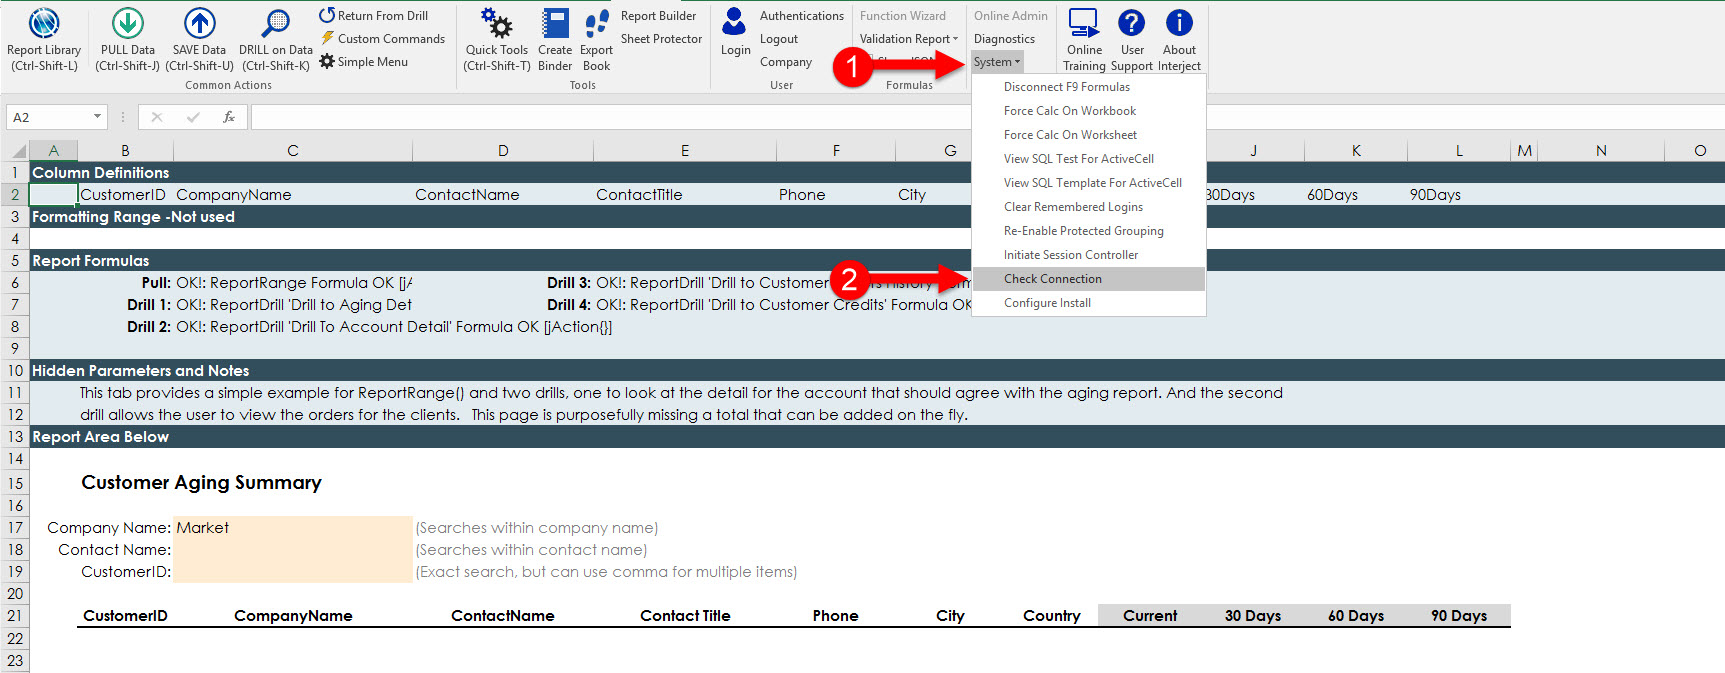 Report Library
(Ctrl-Shift-L)
PULL Data
(Ctrl-Shift-J)
SAVE Data
(Ctrl-Shift-U)
DRILL on Data
(Ctrl-Shift-K)
Return From Drill
Custom Commands
Simple Menu
Common Actions
Quick Tools
(Ctrl-Shift-T)
Create
Binder
Export
Book
Report Builder
Sheet Protector
Tools
Login
Authentications
Logout
Company
User
Function Wizard
Validation Report
Formulas
Online Admin
Diagnostics
System
Online
Training
User
Support
About
Interject
1
Disconnect F9 Formulas
Force Calc On Workbook
Force Calc On Worksheet
View SQL Test For ActiveCell
View SQL Template For ActiveCell
Clear Remembered Logins
Re-Enable Protected Grouping
Initiate Session Controller
Check Connection
Configure Install
2
A2
fx
A B C D E F G J K L M N O
1 Column Definitions
2 CustomerID CompanyName ContactName ContactTitle Phone City 30Days 60Days 90Days
3 Formatting Range -Not used
4
5 Report Formulas
6 Pull: OK!: ReportRange Formula OK [jA Drill 3: OK!: ReportDrill 'Drill to Customer
7 Drill 1: OK!: ReportDrill 'Drill to Aging Det Drill 4: OK!: ReportDrill 'Drill to Customer Credits' Formula OK
8 Drill 2: OK!: ReportDrill 'Drill To Account Detail' Formula OK [jAction{}]
9
10 Hidden Parameters and Notes
11 This tab provides a simple example for ReportRange() and two drills, one to look at the detail for the account that should agree with the aging report. And the second
12 drill allows the user to view the orders for the clients. This page is purposefully missing a total that can be added on the fly.
13 Report Area Below
14
15 Customer Aging Summary
16
17 Company Name: Market (Searches within company name)
18 Contact Name: (Searches within contact name)
19 CustomerID: (Exact search, but can use comma for multiple items)
20
21 CustomerID CompanyName ContactName Contact Title Phone City Country Current 30 Days 60 Days 90 Days
22
23